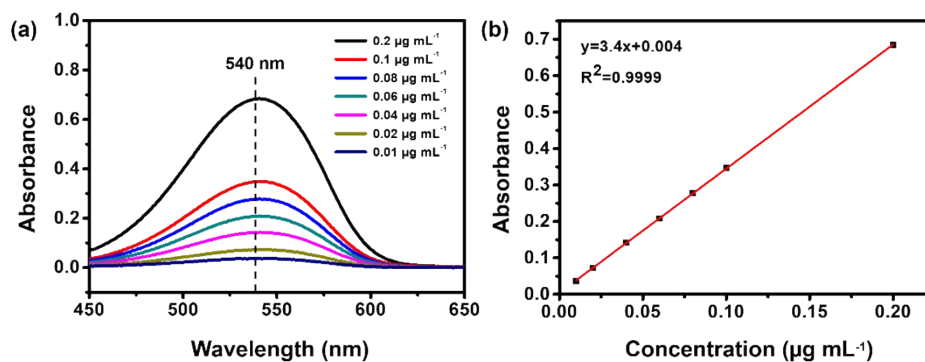 (a)
1.0
0.8
0.6
0.4
0.2
0.0
Absorbance
540 nm
0.2 µg mL⁻¹
0.1 µg mL⁻¹
0.08 µg mL⁻¹
0.06 µg mL⁻¹
0.04 µg mL⁻¹
0.02 µg mL⁻¹
0.01 µg mL⁻¹
450 500 550 600 650
Wavelength (nm)
(b)
0.7
0.6
0.5
0.4
0.3
0.2
0.1
0.0
Absorbance
y=3.4x+0.004
R²=0.9999
0.00 0.05 0.10 0.15 0.20
Concentration (µg mL⁻¹)